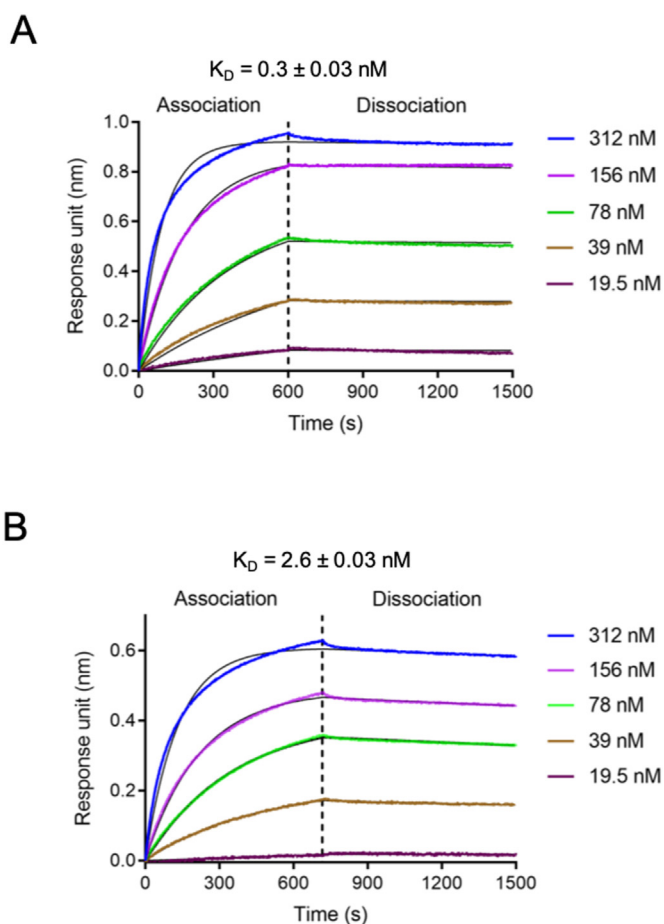 A
K_D = 0.3 ± 0.03 nM
Association Dissociation
Response unit (nm)
1.0
0.8
0.6
0.4
0.2
0.0
0 300 600 900 1200 1500
Time (s)
312 nM
156 nM
78 nM
39 nM
19.5 nM
B
K_D = 2.6 ± 0.03 nM
Association Dissociation
Response unit (nm)
0.6
0.4
0.2
0.0
0 300 600 900 1200 1500
Time (s)
312 nM
156 nM
78 nM
39 nM
19.5 nM